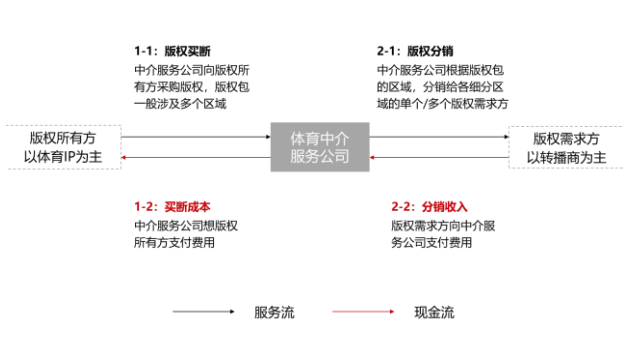 1-1：版权买断
中介服务公司向版权所
有方采购版权，版权包
一般涉及多个区域
2-1：版权分销
中介服务公司根据版权包
的区域，分销给各细分区
域的单个/多个版权需求方
版权所有方
以体育IP为主
体育中介
服务公司
版权需求方
以转播商为主
1-2：买断成本
中介服务公司想版权
所有方支付费用
2-2：分销收入
版权需求方向中介服
务公司支付费用
服务流
现金流